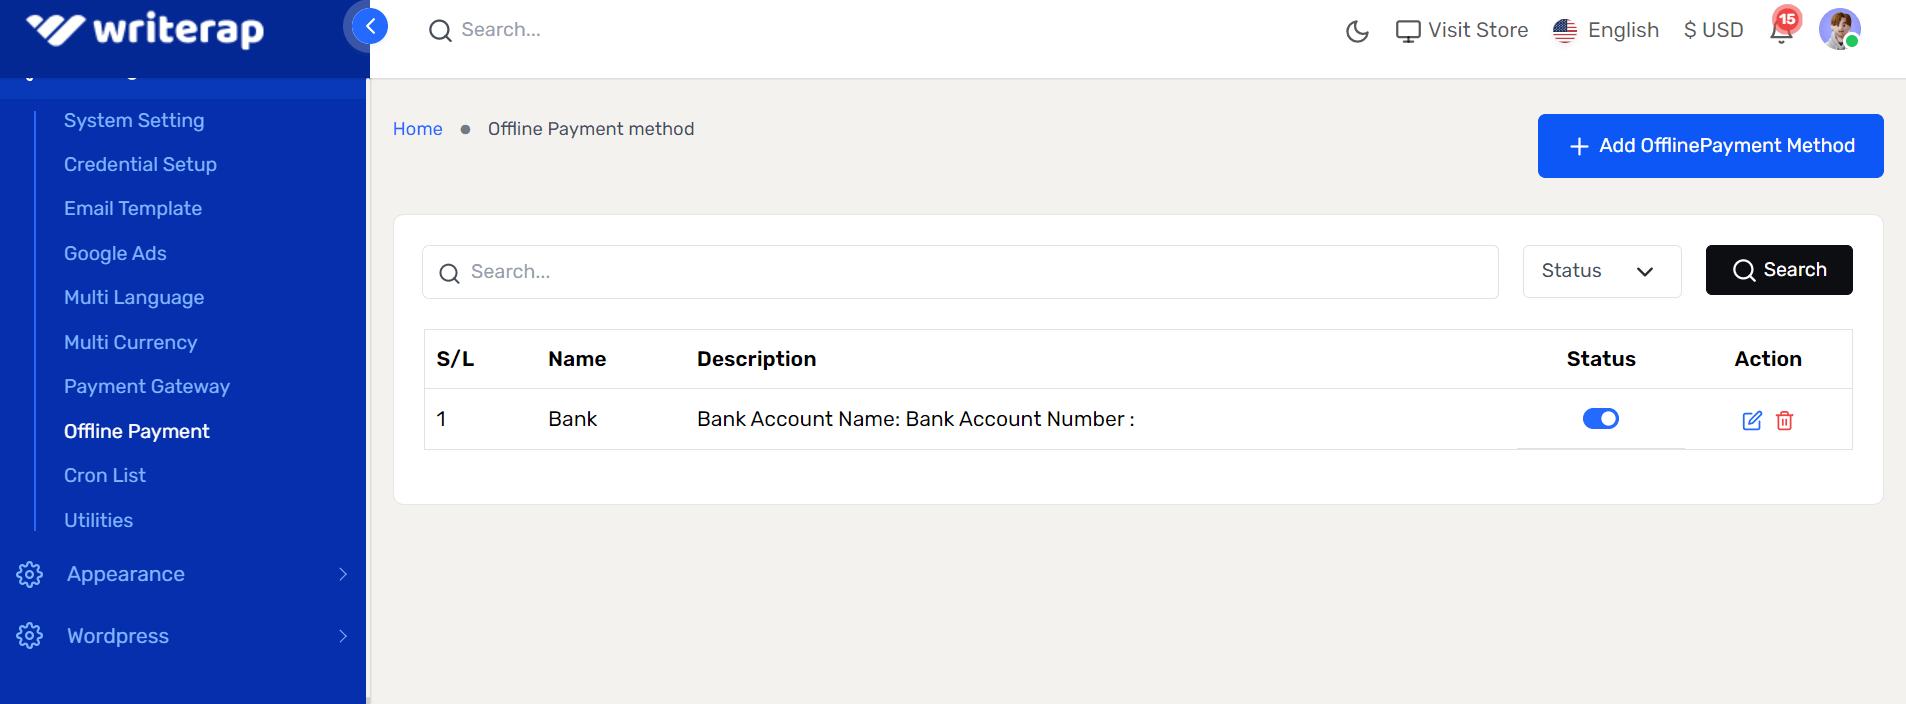 writerap
Search...
Visit Store
English
$ USD
15
System Setting
Credential Setup
Email Template
Google Ads
Multi Language
Multi Currency
Payment Gateway
Offline Payment
Cron List
Utilities
Appearance
Wordpress
Home
Offline Payment method
Add OfflinePayment Method
Search...
Status
Search
S/L Name Description Status Action
1 Bank Bank Account Name: Bank Account Number :